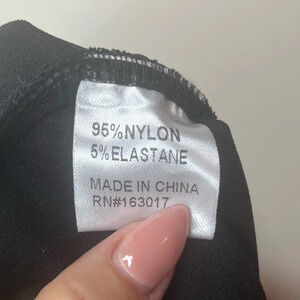 95%NYLON
5%ELASTANE
MADE IN CHINA
RN#163017